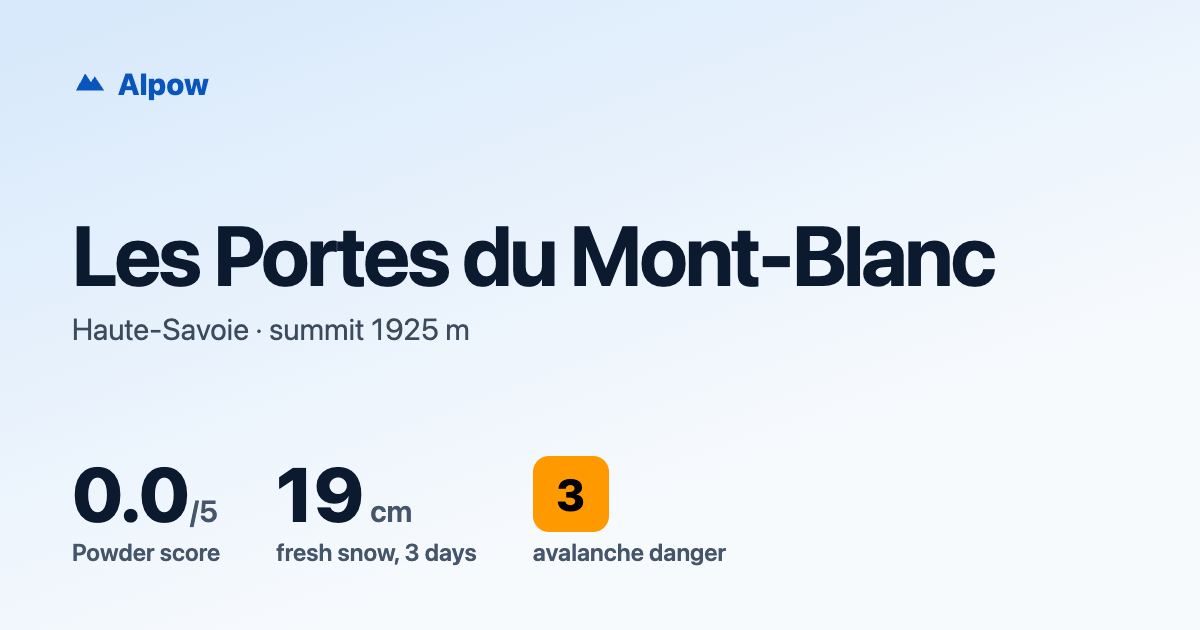 Alpow
Les Portes du Mont-Blanc
Haute-Savoie · summit 1925 m
0.0/5 19 cm 3
Powder score fresh snow, 3 days avalanche danger